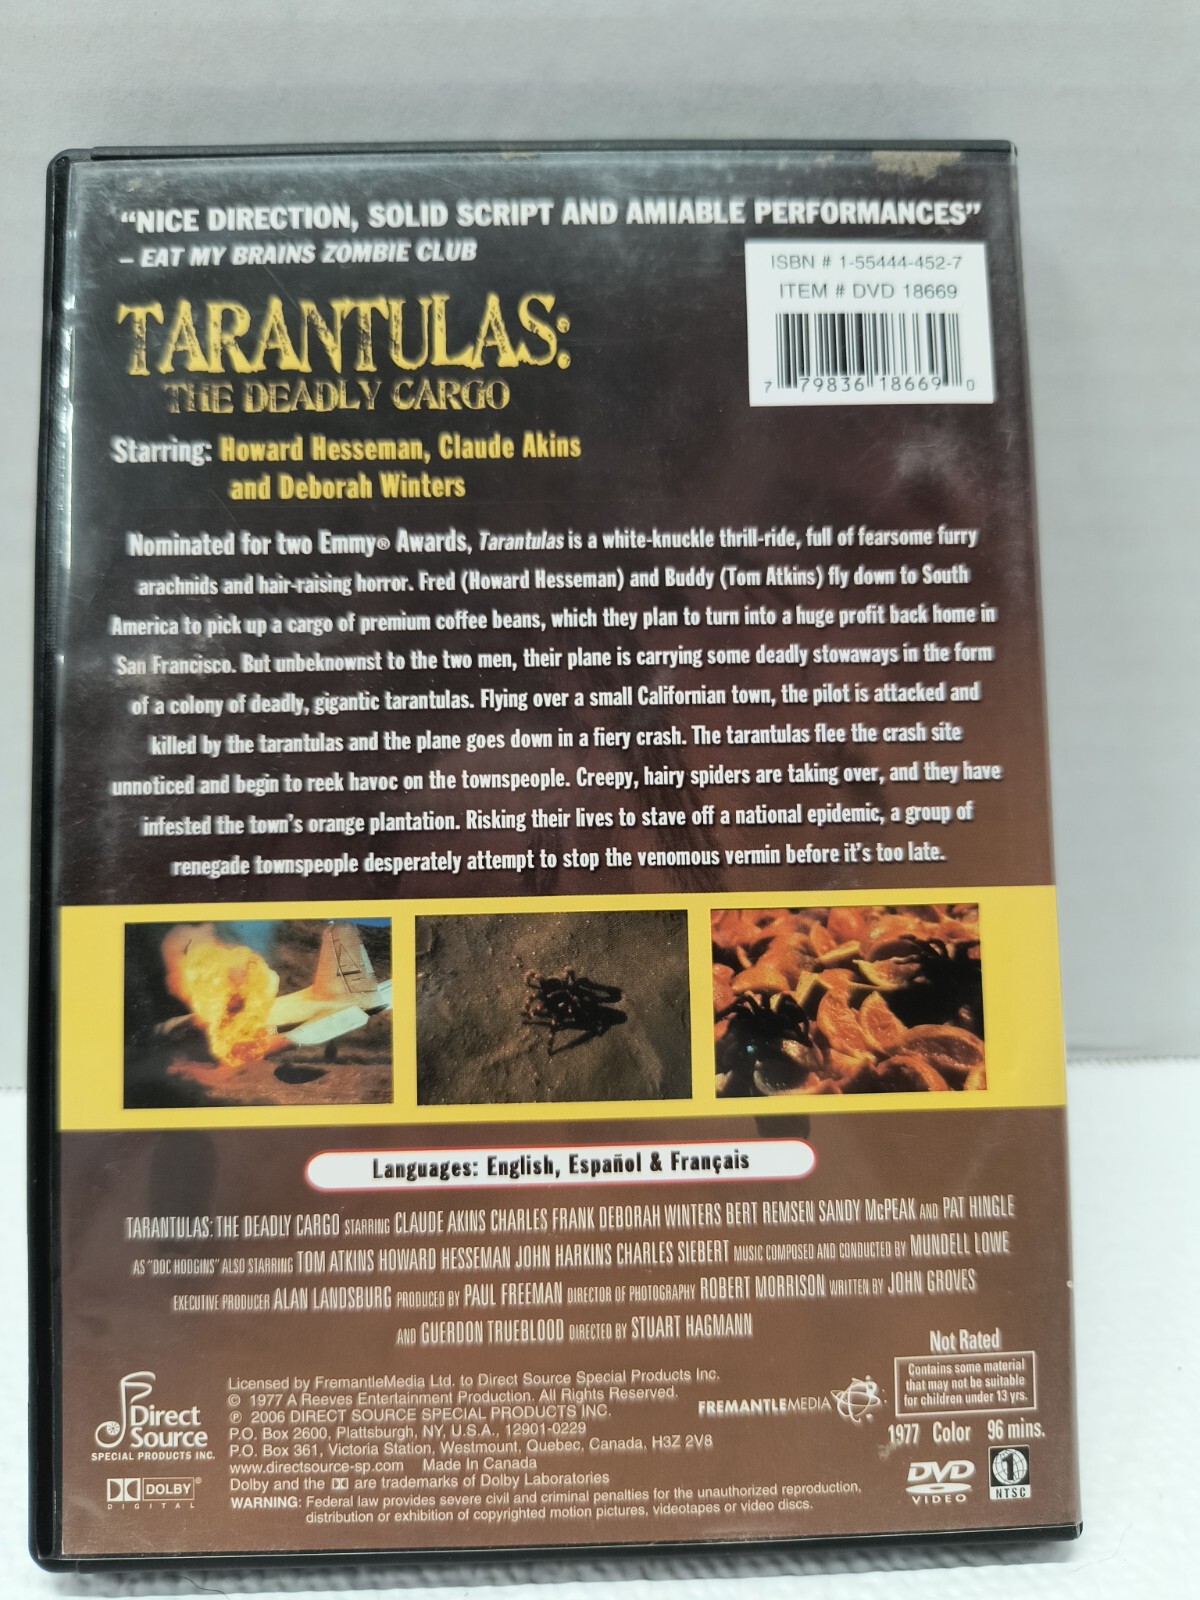 “NICE DIRECTION, SOLID SCRIPT AND AMIABLE PERFORMANCES”
– EAT MY BRAINS ZOMBIE CLUB
ISBN # 1-55444-452-7
ITEM # DVD 18669
7 79836 18669 0
TARANTULAS:
THE DEADLY CARGO
Starring: Howard Hesseman, Claude Akins
and Deborah Winters
Nominated for two Emmy® Awards, Tarantulas is a white-knuckle thrill-ride, full of fearsome furry
arachnids and hair-raising horror. Fred (Howard Hesseman) and Buddy (Tom Atkins) fly down to South
America to pick up a cargo of premium coffee beans, which they plan to turn into a huge profit back home in
San Francisco. But unbeknownst to the two men, their plane is carrying some deadly stowaways in the form
of a colony of deadly, gigantic tarantulas. Flying over a small Californian town, the pilot is attacked and
killed by the tarantulas and the plane goes down in a fiery crash. The tarantulas flee the crash site
unnoticed and begin to reek havoc on the townspeople. Creepy, hairy spiders are taking over, and they have
infested the town's orange plantation. Risking their lives to stave off a national epidemic, a group of
renegade townspeople desperately attempt to stop the venomous vermin before it's too late.
Languages: English, Español & Français
TARANTULAS: THE DEADLY CARGO STARRING CLAUDE AKINS CHARLES FRANK DEBORAH WINTERS BERT REMSEN SANDY McPEAK AND PAT HINGLE
AS "DOC HODGINS" ALSO STARRING TOM ATKINS HOWARD HESSEMAN JOHN HARKINS CHARLES SIEBERT MUSIC COMPOSED AND CONDUCTED BY MUNDELL LOWE
EXECUTIVE PRODUCER ALAN LANDSBURG PRODUCED BY PAUL FREEMAN DIRECTOR OF PHOTOGRAPHY ROBERT MORRISON WRITTEN BY JOHN GROVES
AND GUERDON TRUEBLOOD DIRECTED BY STUART HAGMANN
Direct
Source
SPECIAL PRODUCTS INC.
DOLBY®
DIGITAL
Licensed by FremantleMedia Ltd. to Direct Source Special Products Inc.
© 1977 A Reeves Entertainment Production. All Rights Reserved.
℗ 2006 DIRECT SOURCE SPECIAL PRODUCTS INC.
P.O. Box 2600, Plattsburgh, NY, U.S.A., 12901-0229
P.O. Box 361, Victoria Station, Westmount, Quebec, Canada, H3Z 2V8
www.directsource-sp.com Made In Canada
Dolby and the DD are trademarks of Dolby Laboratories
WARNING: Federal law provides severe civil and criminal penalties for the unauthorized reproduction,
distribution or exhibition of copyrighted motion pictures, videotapes or video discs.
FREMANTLEMEDIA
Not Rated
Contains some material
that may not be suitable
for children under 13 yrs.
1977 Color 96 mins.
DVD
VIDEO
1
NTSC